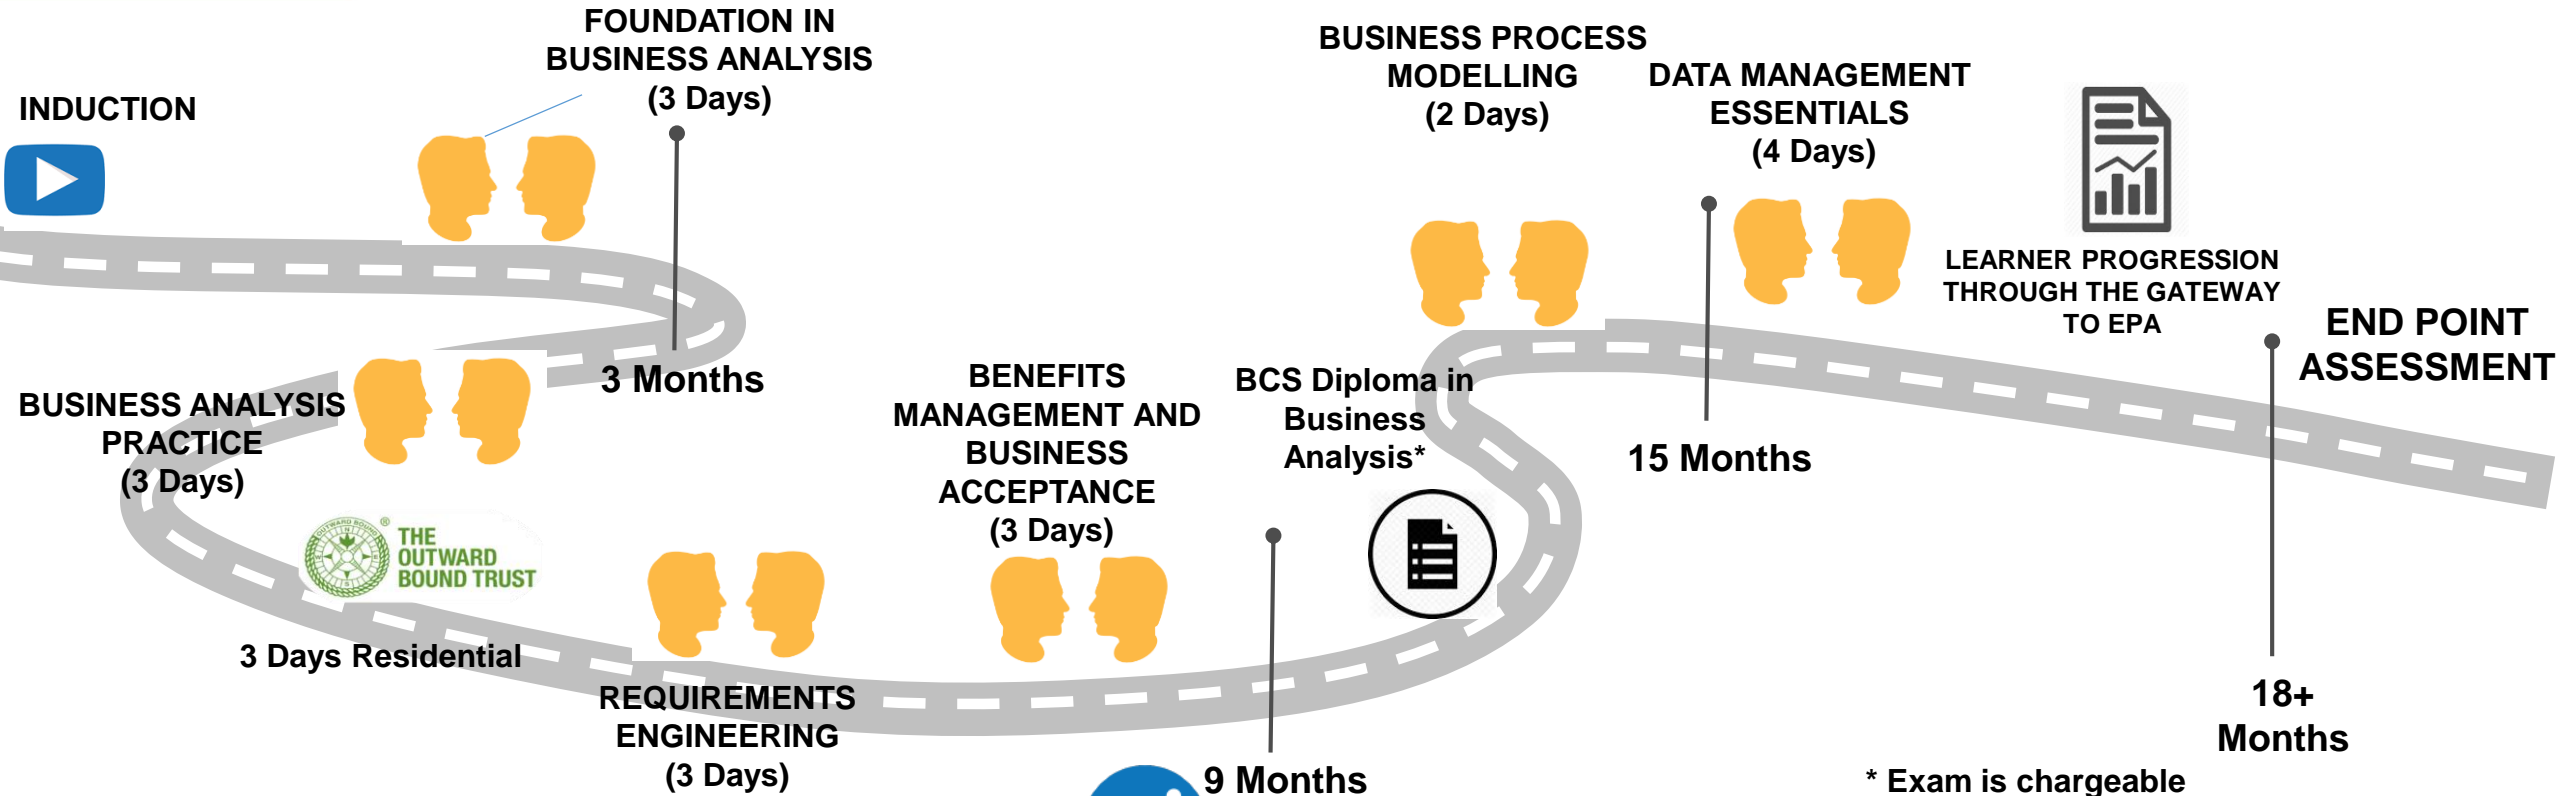 INDUCTION
FOUNDATION IN
BUSINESS ANALYSIS
(3 Days)
3 Months
BUSINESS ANALYSIS
PRACTICE
(3 Days)
OUTWARD BOUND
®
THE
OUTWARD
BOUND TRUST
3 Days Residential
REQUIREMENTS
ENGINEERING
(3 Days)
BENEFITS
MANAGEMENT AND
BUSINESS
ACCEPTANCE
(3 Days)
9 Months
BCS Diploma in
Business
Analysis*
BUSINESS PROCESS
MODELLING
(2 Days)
15 Months
DATA MANAGEMENT
ESSENTIALS
(4 Days)
LEARNER PROGRESSION
THROUGH THE GATEWAY
TO EPA
END POINT
ASSESSMENT
18+
Months
* Exam is chargeable